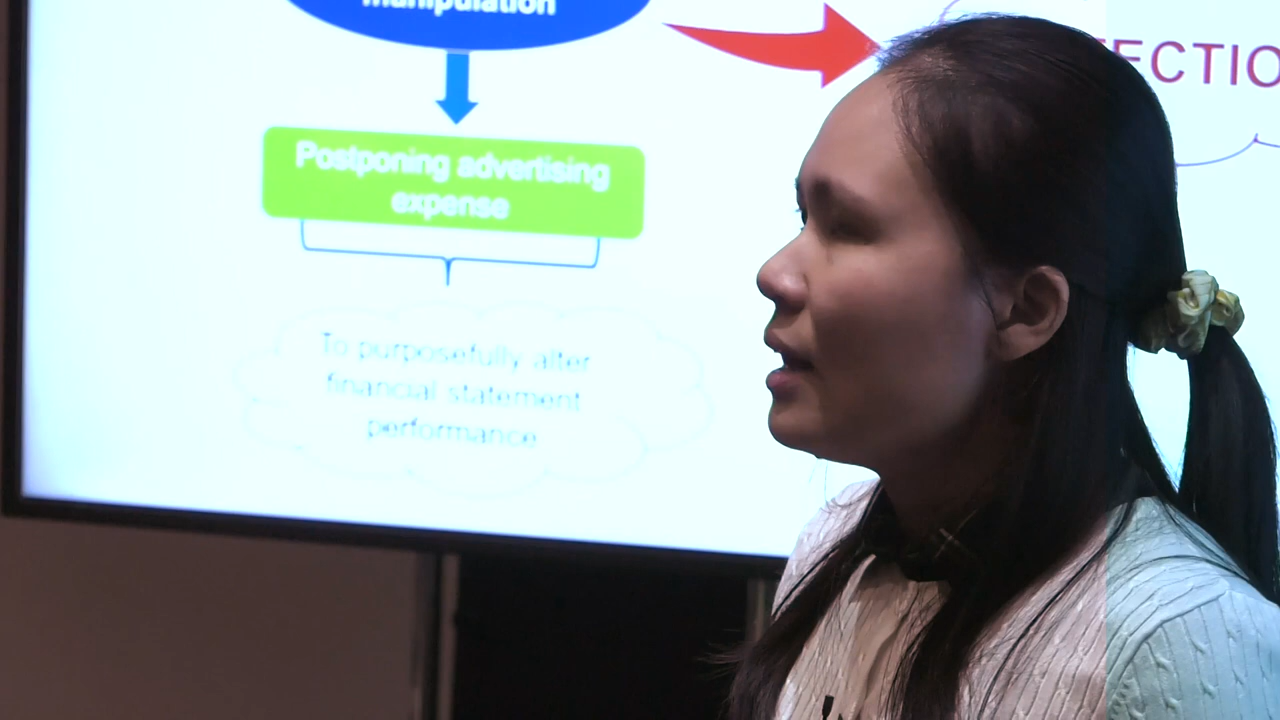 manipulation
ECTIO
Postponing advertising
expense
To purposefully alter
financial statement
performance